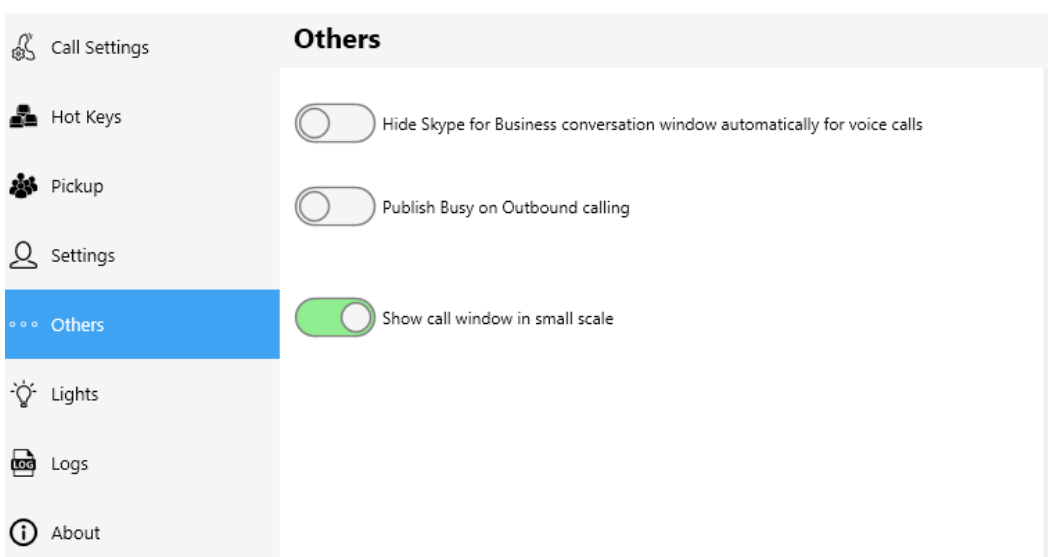 Call Settings
Hot Keys
Pickup
Settings
Others
Lights
LOG
Logs
About
Others
Hide Skype for Business conversation window automatically for voice calls
Publish Busy on Outbound calling
Show call window in small scale